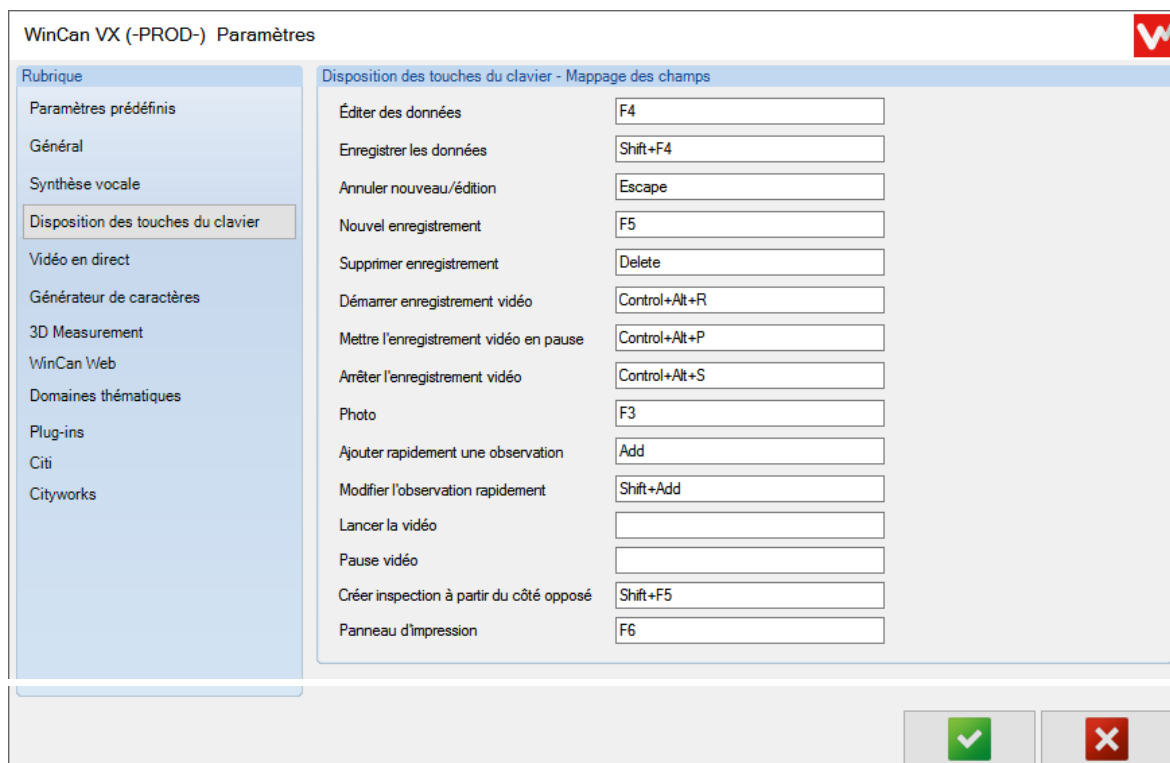 WinCan VX (-PROD-) Paramètres
Rubrique
Paramètres prédéfinis
Général
Synthèse vocale
Disposition des touches du clavier
Vidéo en direct
Générateur de caractères
3D Measurement
WinCan Web
Domaines thématiques
Plug-ins
Citi
Cityworks
Disposition des touches du clavier - Mappage des champs
Éditer des données F4
Enregistrer les données Shift+F4
Annuler nouveau/édition Escape
Nouvel enregistrement F5
Supprimer enregistrement Delete
Démarrer enregistrement vidéo Control+Alt+R
Mettre l'enregistrement vidéo en pause Control+Alt+P
Arrêter l'enregistrement vidéo Control+Alt+S
Photo F3
Ajouter rapidement une observation Add
Modifier l'observation rapidement Shift+Add
Lancer la vidéo
Pause vidéo
Créer inspection à partir du côté opposé Shift+F5
Panneau d'impression F6